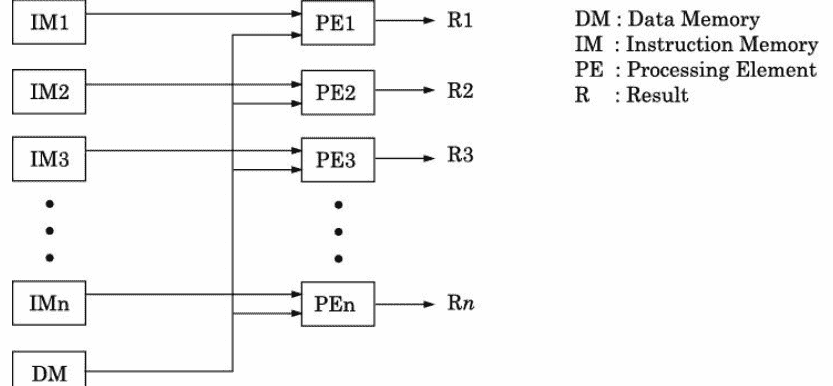 IM1
PE1
R1
IM2
PE2
R2
IM3
PE3
R3
IMn
PEn
Rn
DM
DM : Data Memory
IM : Instruction Memory
PE : Processing Element
R : Result